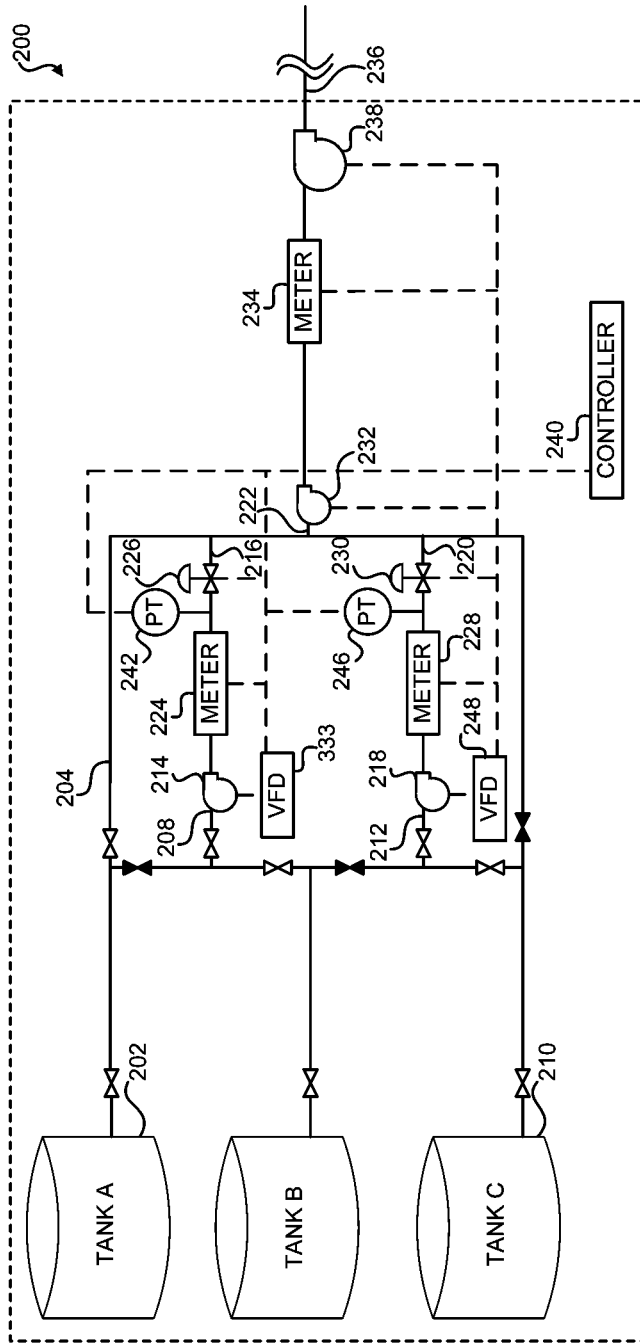 200
236
238
234
METER
232
222
240
CONTROLLER
226
216
PT
242
224
METER
230
220
PT
246
228
METER
204
214
208
333
VFD
218
212
248
VFD
202
TANK A
TANK B
210
TANK C